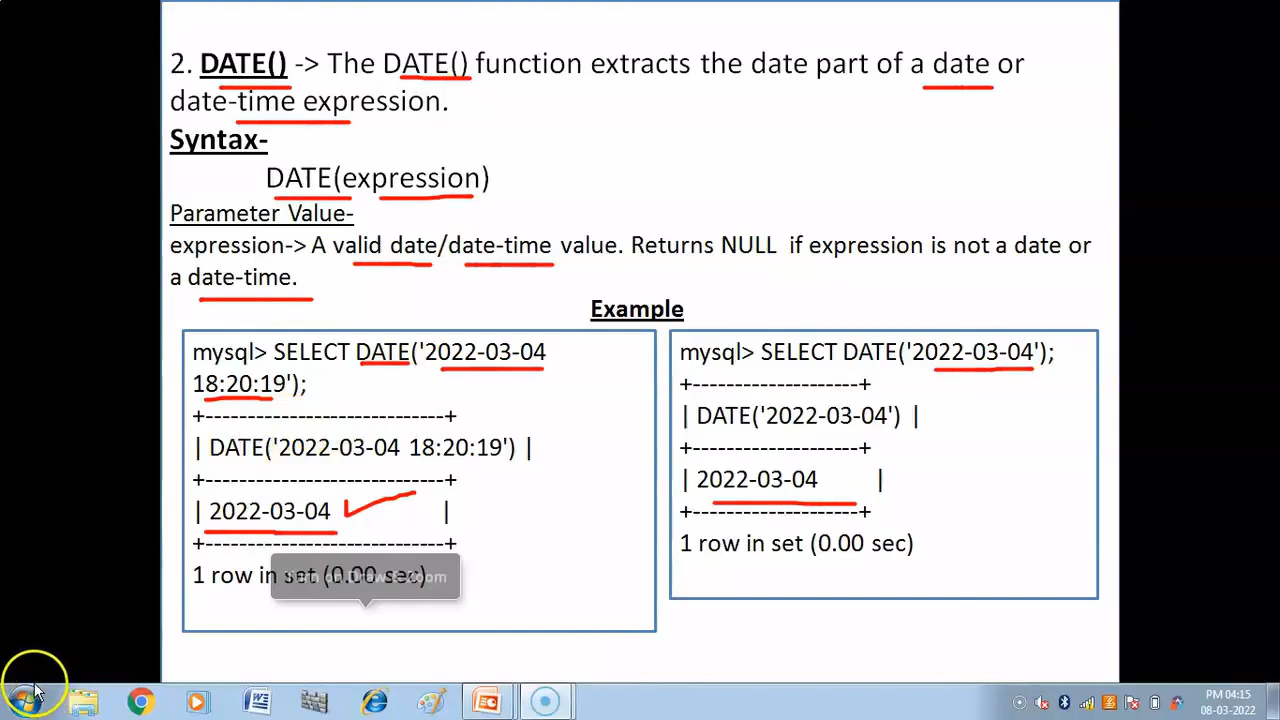 2. DATE() -> The DATE() function extracts the date part of a date or
date-time expression.
Syntax-
DATE(expression)
Parameter Value-
expression-> A valid date/date-time value. Returns NULL if expression is not a date or
a date-time.
Example
mysql> SELECT DATE('2022-03-04
18:20:19');
+----------------------------+
| DATE('2022-03-04 18:20:19') |
+----------------------------+
| 2022-03-04 |
+----------------------------+
1 row in set (0.00 sec)
Turn on Draw & Zoom
mysql> SELECT DATE('2022-03-04');
+--------------------+
| DATE('2022-03-04') |
+--------------------+
| 2022-03-04 |
+--------------------+
1 row in set (0.00 sec)
PM 04:15
08-03-2022